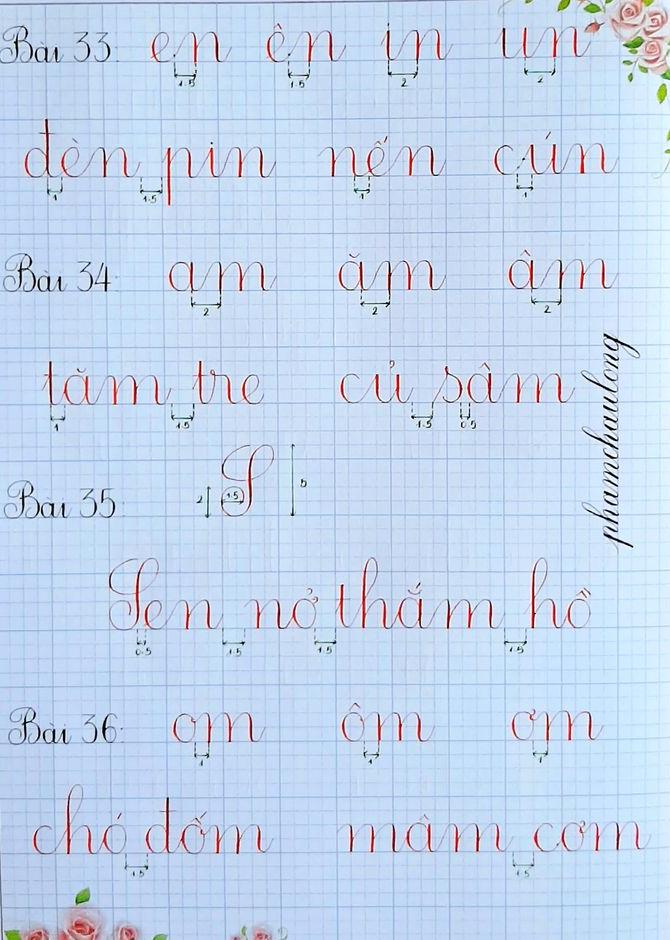 Bài 33: en ên in un
1.5 1.5 2 2
đèn pin nến cún
1 1.5 1 1
Bài 34: am ăm âm
2 2 2
tăm tre củ sâm
1 1.5 1.5 0.5
Bài 35: S
2 1.5 5
Sen nở thắm hồ
0.5 1.5 1.5 1.5
Bài 36: om ôm ơm
1 1 1
chó đốm mâm cơm
1.5 1.5
phamchaulong